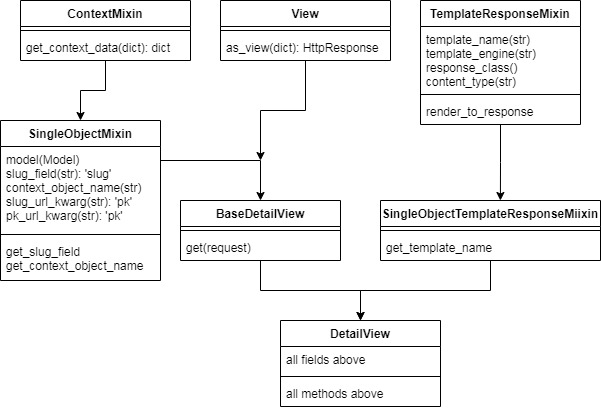 ContextMixin
get_context_data(dict): dict
View
as_view(dict): HttpResponse
TemplateResponseMixin
template_name(str)
template_engine(str)
response_class()
content_type(str)
render_to_response
SingleObjectMixin
model(Model)
slug_field(str): 'slug'
context_object_name(str)
slug_url_kwarg(str): 'pk'
pk_url_kwarg(str): 'pk'
get_slug_field
get_context_object_name
BaseDetailView
get(request)
SingleObjectTemplateResponseMiixin
get_template_name
DetailView
all fields above
all methods above